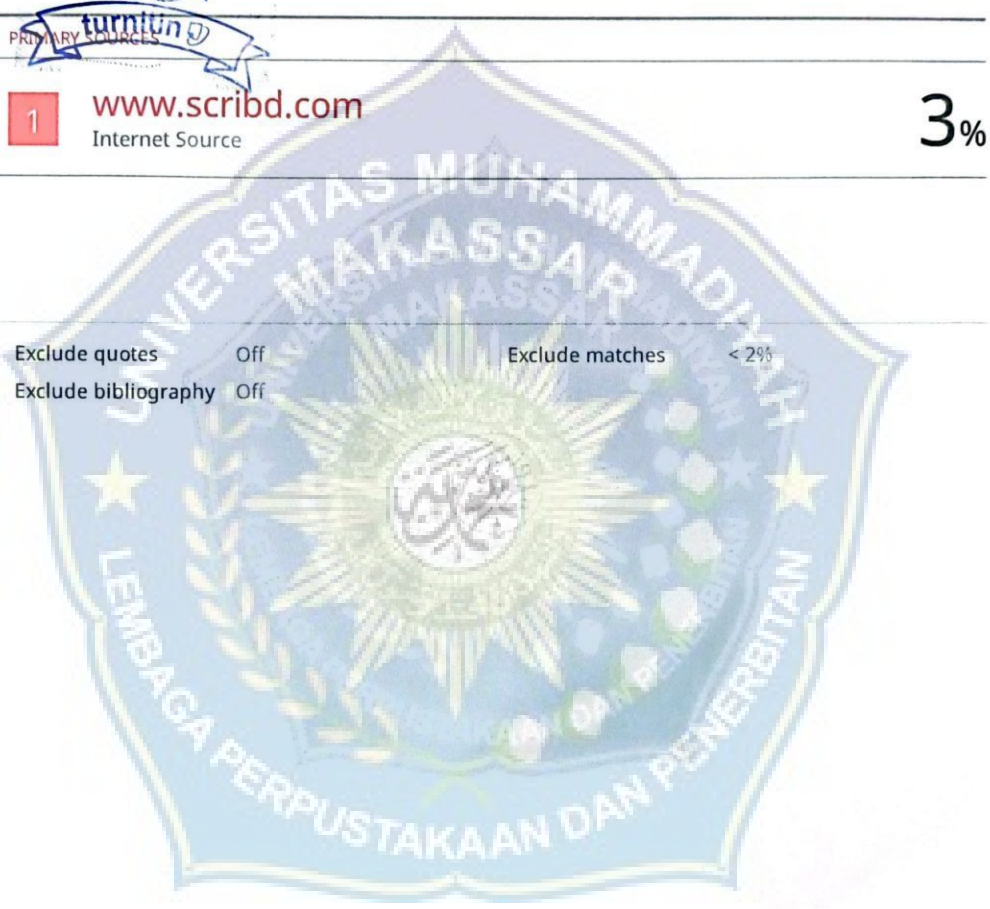 turnitin
PRIMARY SOURCES
1
www.scribd.com
3%
Internet Source
UNIVERSITAS MUHAMMADIYAH
MAKASSAR
Exclude quotes Off
Exclude matches < 2%
Exclude bibliography Off
LEMBAGA PERPUSTAKAAN DAN PENERBITAN